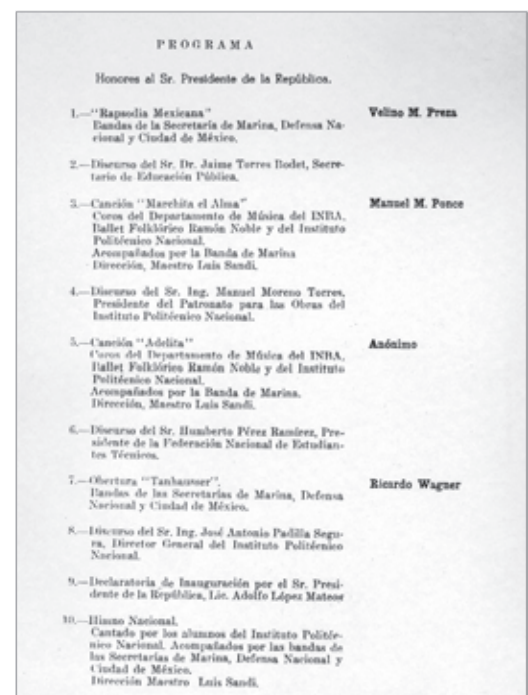 PROGRAMA
Honores al Sr. Presidente de la República.
1.—"Rapsodia Mexicana" Velino M. Preza
Bandas de la Secretaría de Marina, Defensa Na-
cional y Ciudad de México.
2.—Discurso del Sr. Dr. Jaime Torres Bodet, Secre-
tario de Educación Pública.
3.—Canción "Marchita el Alma" Manuel M. Ponce
Coros del Departamento de Música del INBA,
Ballet Folklórico Ramón Noble y del Instituto
Politécnico Nacional.
Acompañados por la Banda de Marina
Dirección, Maestro Luis Sandi.
4.—Discurso del Sr. Ing. Manuel Moreno Torres,
Presidente del Patronato para las Obras del
Instituto Politécnico Nacional.
5.—Canción "Adelita" Anónimo
Coros del Departamento de Música del INBA,
Ballet Folklórico Ramón Noble y del Instituto
Politécnico Nacional.
Acompañados por la Banda de Marina.
Dirección, Maestro Luis Sandi.
6.—Discurso del Sr. Humberto Pérez Ramírez, Pre-
sidente de la Federación Nacional de Estudian-
tes Técnicos.
7.—Obertura "Tanhausser". Ricardo Wagner
Bandas de las Secretarías de Marina, Defensa
Nacional y Ciudad de México.
8.—Discurso del Sr. Ing. José Antonio Padilla Segu-
ra, Director General del Instituto Politécnico
Nacional.
9.—Declaratoria de Inauguración por el Sr. Presi-
dente de la República, Lic. Adolfo López Mateos
10.—Himno Nacional.
Cantado por los alumnos del Instituto Politéc-
nico Nacional. Acompañados por las bandas de
las Secretarías de Marina, Defensa Nacional y
Ciudad de México.
Dirección Maestro Luis Sandi.